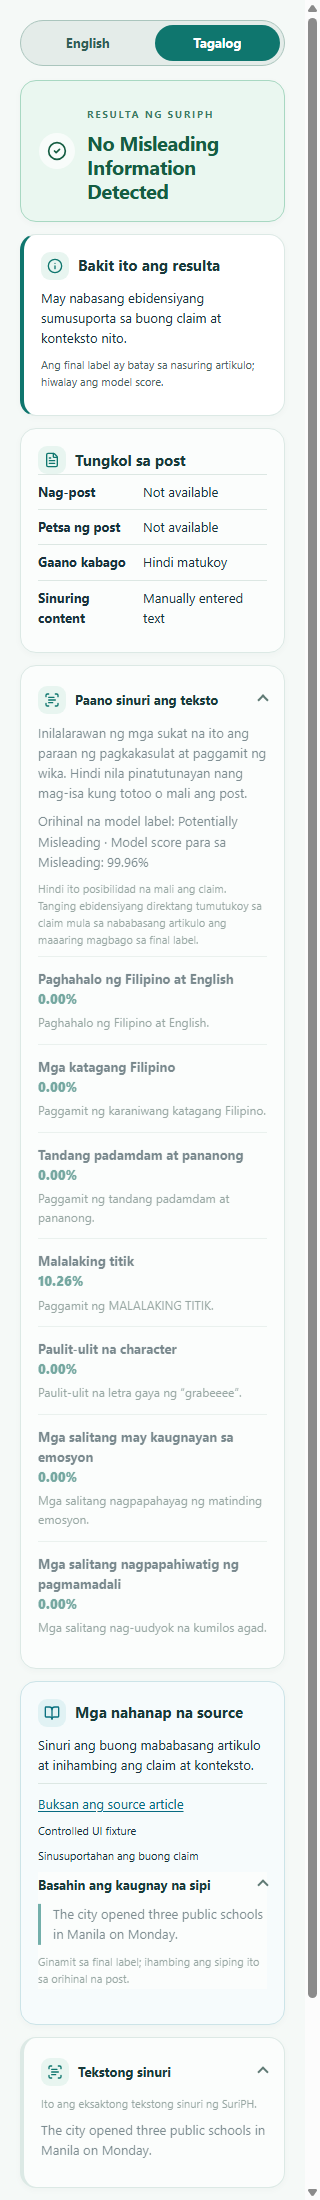 English
Tagalog
RESULTA NG SURIPH
No Misleading
Information
Detected
Bakit ito ang resulta
May nabasang ebidensiyang
sumusuporta sa buong claim at
konteksto nito.
Ang final label ay batay sa nasuring artikulo;
hiwalay ang model score.
Tungkol sa post
Nag-post Not available
Petsa ng post Not available
Gaano kabago Hindi matukoy
Sinuring Manually entered
content text
Paano sinuri ang teksto
Inilalarawan ng mga sukat na ito ang
paraan ng pagkakasulat at paggamit ng
wika. Hindi nila pinatutunayan nang
mag-isa kung totoo o mali ang post.
Orihinal na model label: Potentially
Misleading · Model score para sa
Misleading: 99.96%
Hindi ito posibilidad na mali ang claim.
Tanging ebidensiyang direktang tumutukoy sa
claim mula sa nababasang artikulo ang
maaaring magbago sa final label.
Paghahalo ng Filipino at English
0.00%
Paghahalo ng Filipino at English.
Mga katagang Filipino
0.00%
Paggamit ng karaniwang katagang Filipino.
Tandang padamdam at pananong
0.00%
Paggamit ng tandang padamdam at
pananong.
Malalaking titik
10.26%
Paggamit ng MALALAKING TITIK.
Paulit-ulit na character
0.00%
Paulit-ulit na letra gaya ng "grabeeee".
Mga salitang may kaugnayan sa
emosyon
0.00%
Mga salitang nagpapahayag ng matinding
emosyon.
Mga salitang nagpapahiwatig ng
pagmamadali
0.00%
Mga salitang nag-uudyok na kumilos agad.
Mga nahanap na source
Sinuri ang buong mababasang artikulo
at inihambing ang claim at konteksto.
Buksan ang source article
Controlled UI fixture
Sinusuportahan ang buong claim
Basahin ang kaugnay na sipi
The city opened three public schools
in Manila on Monday.
Ginamit sa final label; ihambing ang siping ito
sa orihinal na post.
Tekstong sinuri
Ito ang eksaktong tekstong sinuri ng SuriPH.
The city opened three public schools in
Manila on Monday.